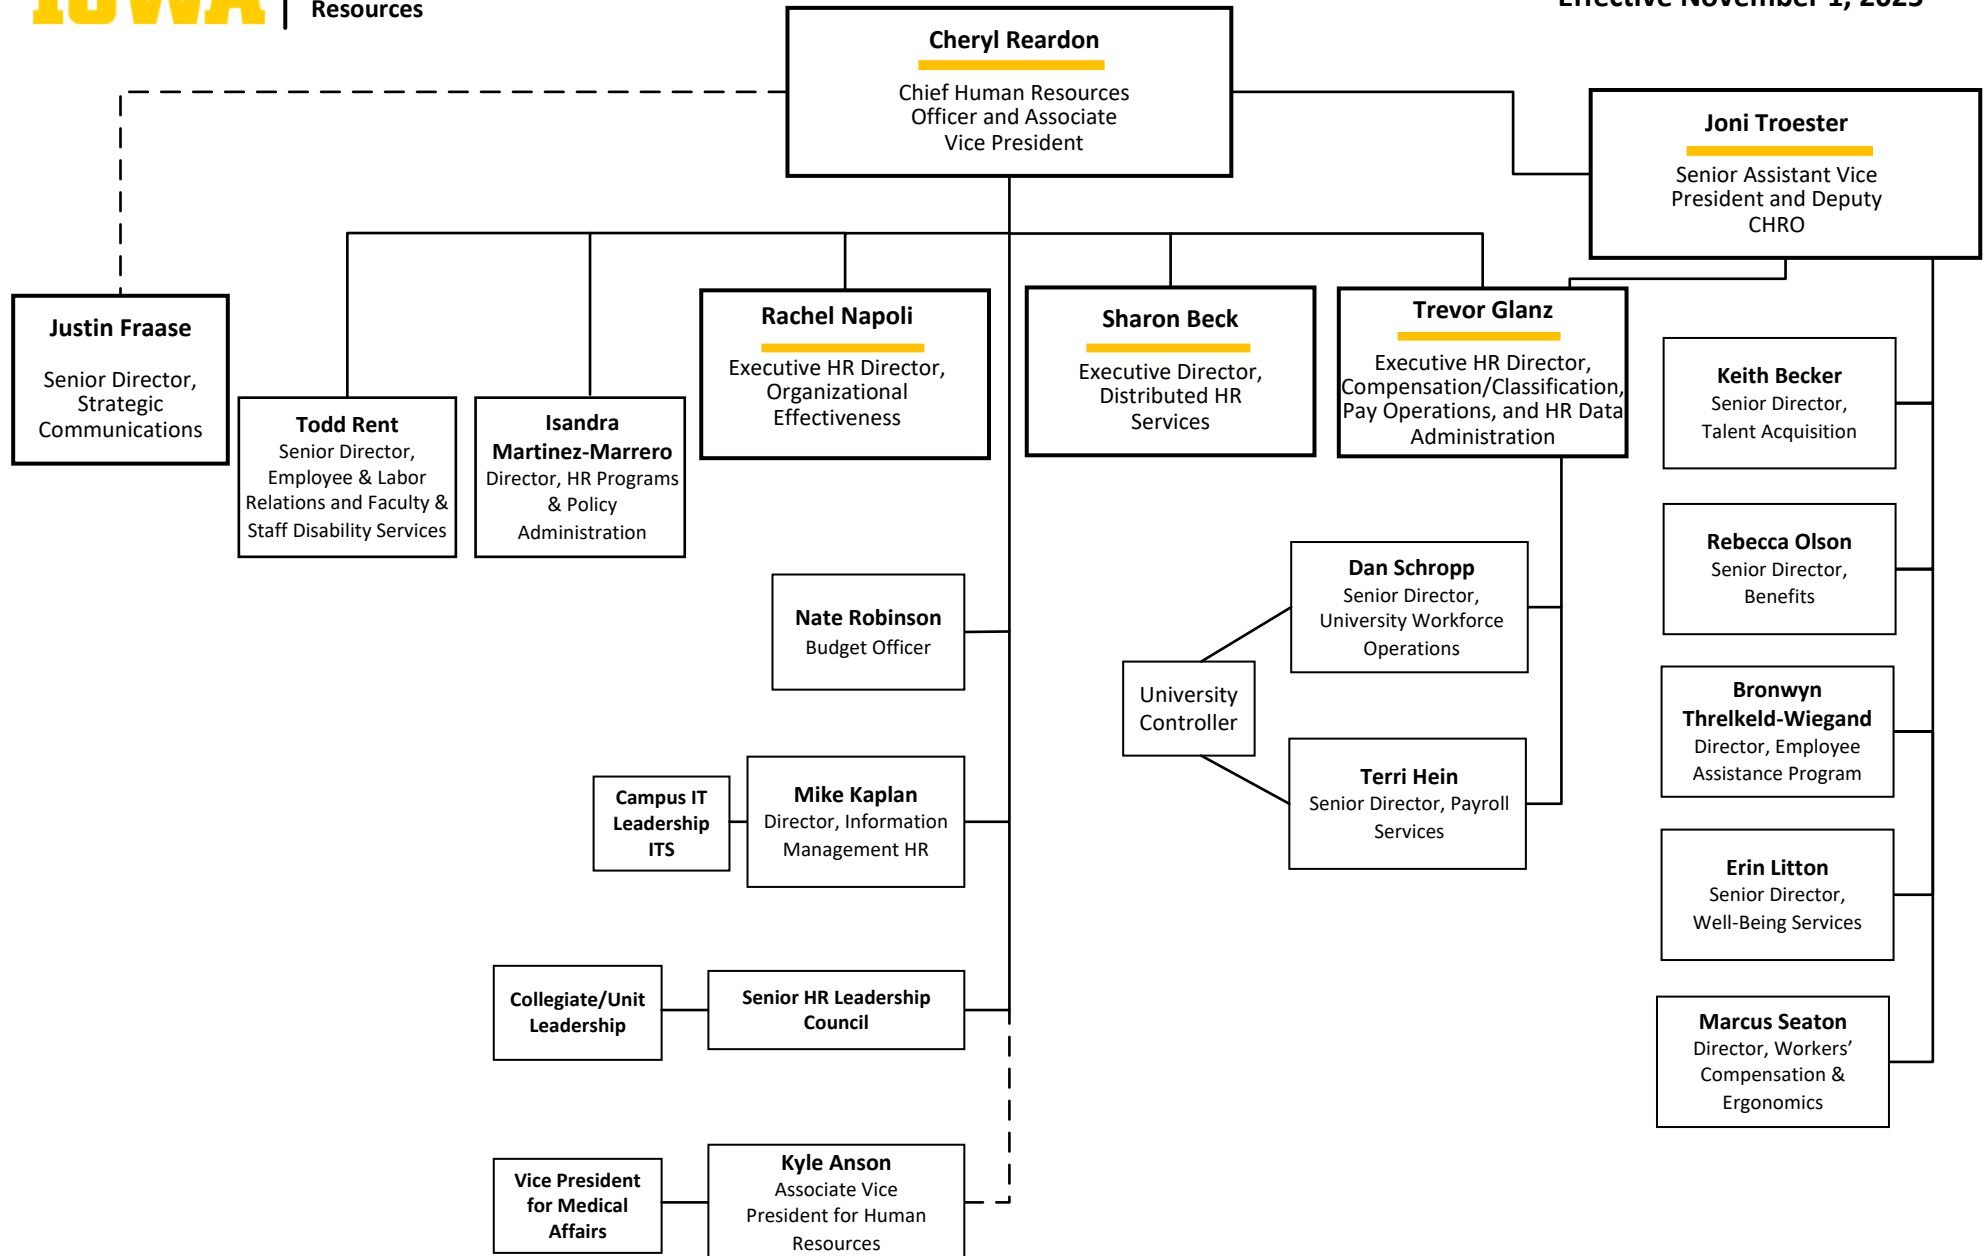 IOWA
Resources
Effective November 1, 2025
Cheryl Reardon
Chief Human Resources
Officer and Associate
Vice President
Joni Troester
Senior Assistant Vice
President and Deputy
CHRO
Justin Fraase
Senior Director,
Strategic
Communications
Todd Rent
Senior Director,
Employee & Labor
Relations and Faculty &
Staff Disability Services
Isandra
Martinez-Marrero
Director, HR Programs
& Policy
Administration
Rachel Napoli
Executive HR Director,
Organizational
Effectiveness
Sharon Beck
Executive Director,
Distributed HR
Services
Trevor Glanz
Executive HR Director,
Compensation/Classification,
Pay Operations, and HR Data
Administration
Keith Becker
Senior Director,
Talent Acquisition
Rebecca Olson
Senior Director,
Benefits
Bronwyn
Threlkeld-Wiegand
Director, Employee
Assistance Program
Erin Litton
Senior Director,
Well-Being Services
Marcus Seaton
Director, Workers’
Compensation &
Ergonomics
Dan Schropp
Senior Director,
University Workforce
Operations
University
Controller
Terri Hein
Senior Director, Payroll
Services
Nate Robinson
Budget Officer
Campus IT
Leadership
ITS
Mike Kaplan
Director, Information
Management HR
Collegiate/Unit
Leadership
Senior HR Leadership
Council
Vice President
for Medical
Affairs
Kyle Anson
Associate Vice
President for Human
Resources